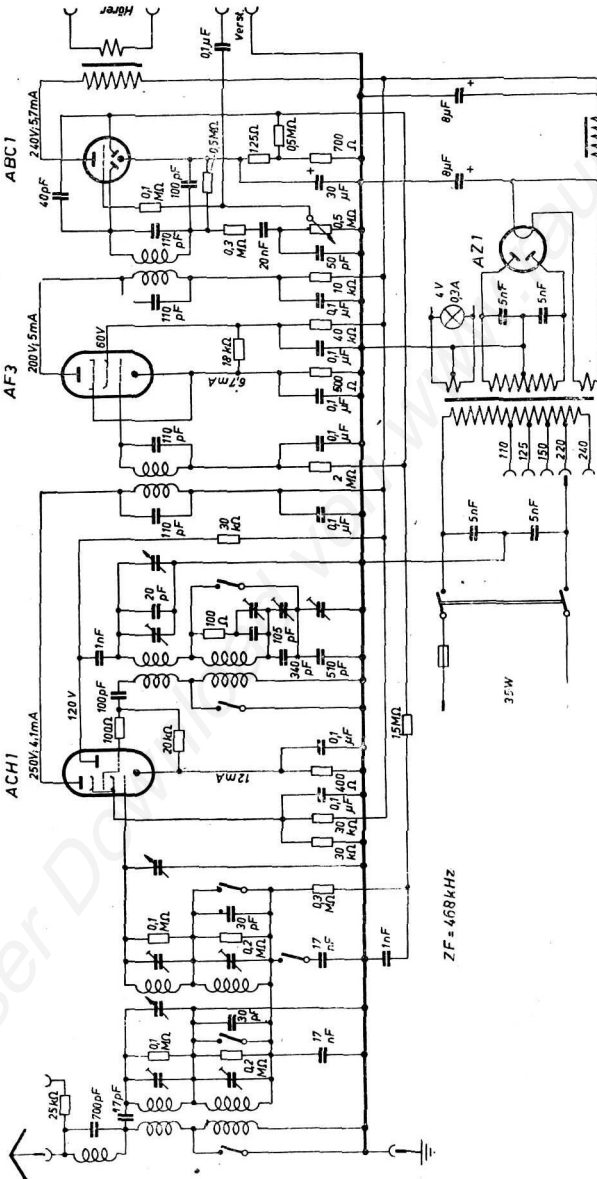 ACH1
AF3
ABC1
Hörer
250V; 4,1mA
200V; 5mA
240V; 5,7mA
40pF
25kΩ
700pF
17pF
120 V
1nF
60V
0,1µF
Verst.
100pF
100Ω
20kΩ
20 pF
110 pF
110 pF
110 pF
110 pF
0,1 MΩ
100pF
0,5MΩ
0,1 MΩ
0,1 MΩ
0,2 MΩ
30 pF
0,2 MΩ
30 pF
100 Ω
105 pF
340 pF
510 pF
12mA
30 kΩ
18kΩ
6,7mA
0,3 MΩ
20nF
125Ω
0,5MΩ
17 nF
17 nF
0,3 MΩ
30 kΩ
30 kΩ
0,1 µF
400 Ω
0,1 µF
0,1 µF
2 MΩ
0,1 µF
0,1 µF
600 Ω
0,1 µF
40 kΩ
0,1 µF
10 kΩ
50 pF
0,5 MΩ
30 µF
700 Ω
1nF
1,5MΩ
ZF = 468kHz
35W
5nF
5nF
110
125
150
220
240
4V
0,3A
5nF
5nF
AZ1
8µF
8µF